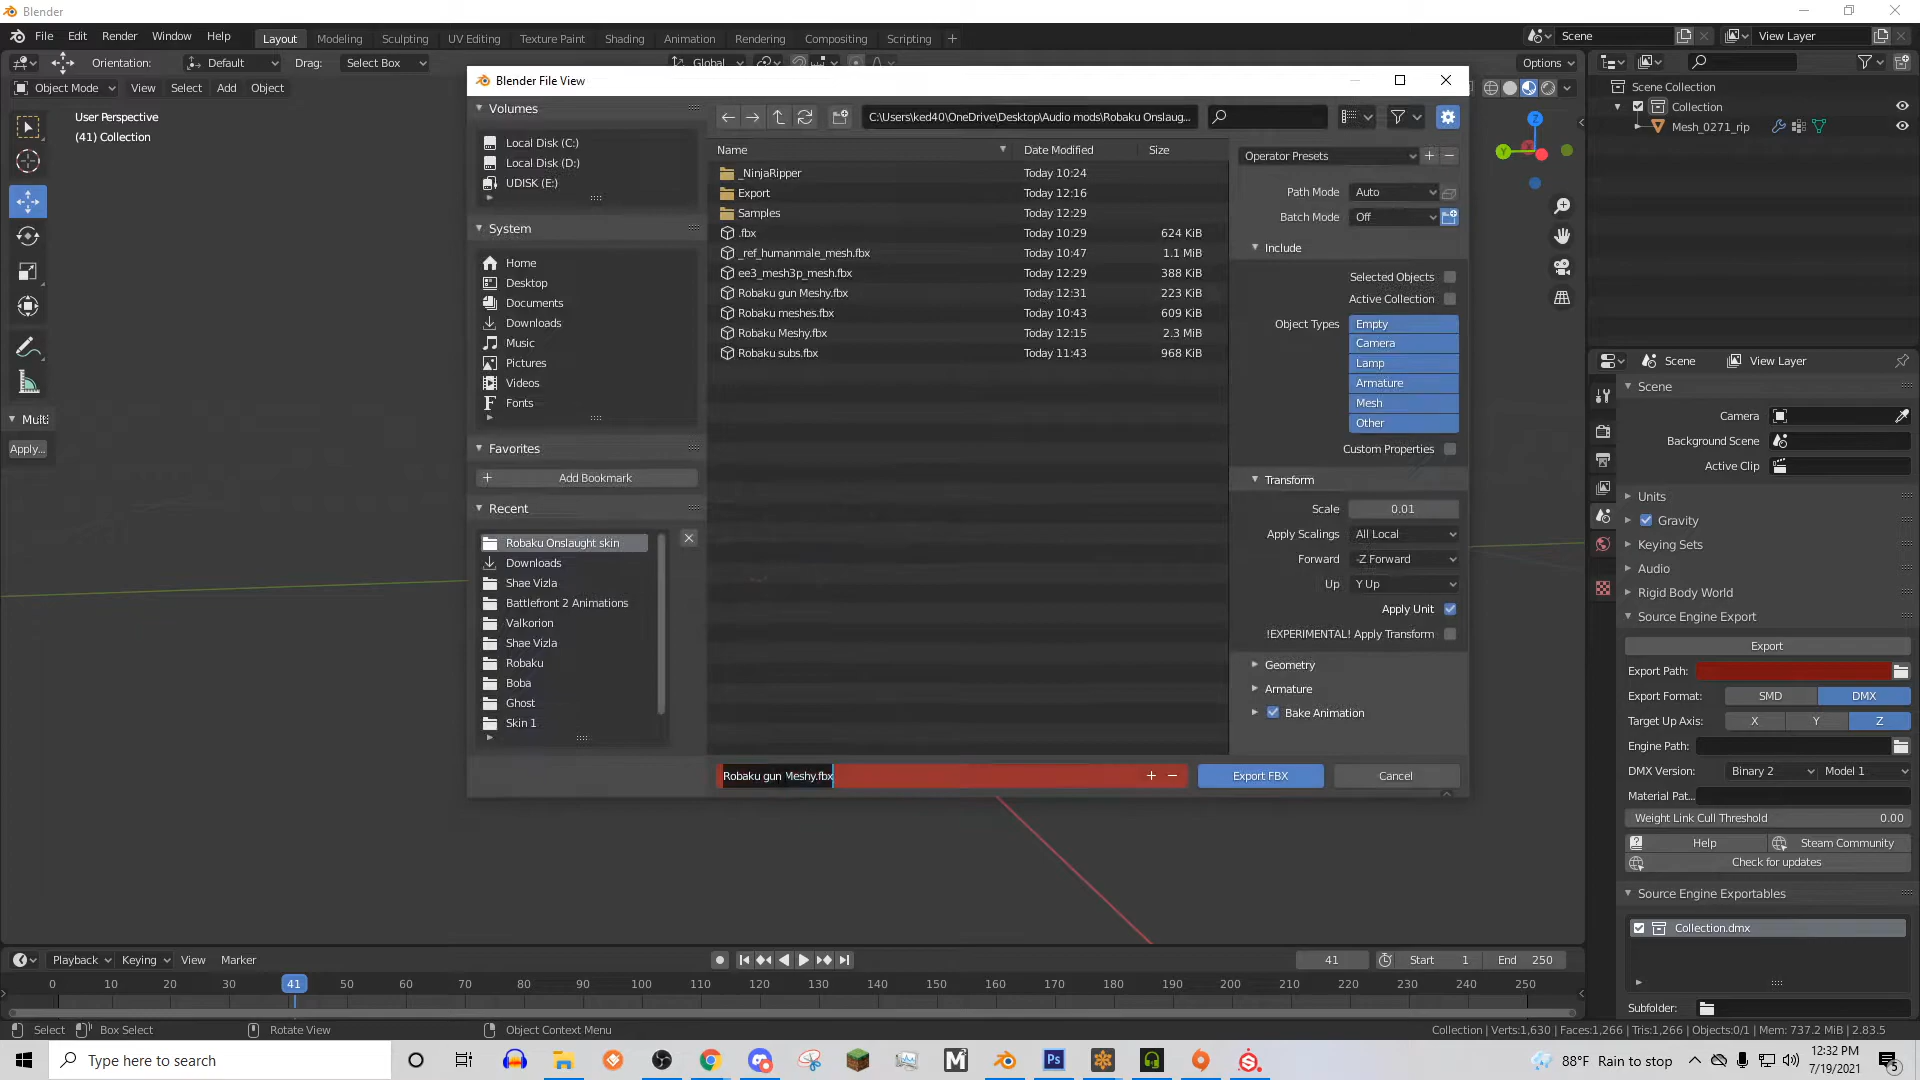 Blender
File Edit Render Window Help Layout Modeling Sculpting UV Editing Texture Paint Shading Animation Rendering Compositing Scripting + Scene View Layer
Orientation: Default Drag: Select Box Global Options
Object Mode View Select Add Object
User Perspective
(41) Collection
Multi
Apply...
Blender File View
Volumes
Local Disk (C:)
Local Disk (D:)
UDISK (E:)
System
Home
Desktop
Documents
Downloads
Music
Pictures
Videos
Fonts
Favorites
Add Bookmark
Recent
Robaku Onslaught skin
Downloads
Shae Vizla
Battlefront 2 Animations
Valkorion
Shae Vizla
Robaku
Boba
Ghost
Skin 1
C:\Users\ked40\OneDrive\Desktop\Audio mods\Robaku Onslaug...
Name Date Modified Size
_NinjaRipper Today 10:24
Export Today 12:16
Samples Today 12:29
.fbx Today 10:29 624 KiB
_ref_humanmale_mesh.fbx Today 10:47 1.1 MiB
ee3_mesh3p_mesh.fbx Today 12:29 388 KiB
Robaku gun Meshy.fbx Today 12:31 223 KiB
Robaku meshes.fbx Today 10:43 609 KiB
Robaku Meshy.fbx Today 12:15 2.3 MiB
Robaku subs.fbx Today 11:43 968 KiB
Robaku gun Meshy.fbx + −
Export FBX Cancel
Operator Presets + −
Path Mode Auto
Batch Mode Off
Include
Selected Objects
Active Collection
Object Types Empty
Camera
Lamp
Armature
Mesh
Other
Custom Properties
Transform
Scale 0.01
Apply Scalings All Local
Forward -Z Forward
Up Y Up
Apply Unit
!EXPERIMENTAL! Apply Transform
Geometry
Armature
Bake Animation
Z
Y
Scene Collection
Collection
Mesh_0271_rip
Scene View Layer
Scene
Camera
Background Scene
Active Clip
Units
Gravity
Keying Sets
Audio
Rigid Body World
Source Engine Export
Export
Export Path:
Export Format: SMD DMX
Target Up Axis: X Y Z
Engine Path:
DMX Version: Binary 2 Model 1
Material Pat...
Weight Link Cull Threshold 0.00
Help Steam Community
Check for updates
Source Engine Exportables
Collection.dmx
Subfolder:
Playback Keying View Marker 41 Start 1 End 250
0 10 20 30 41 50 60 70 80 90 100 110 120 130 140 150 160 170 180 190 200 210 220 230 240 250
Select Box Select Rotate View Object Context Menu Collection | Verts:1,630 | Faces:1,266 | Tris:1,266 | Objects:0/1 | Mem: 737.2 MiB | 2.83.5
Type here to search
M Ps
88°F Rain to stop
12:32 PM
7/19/2021
5